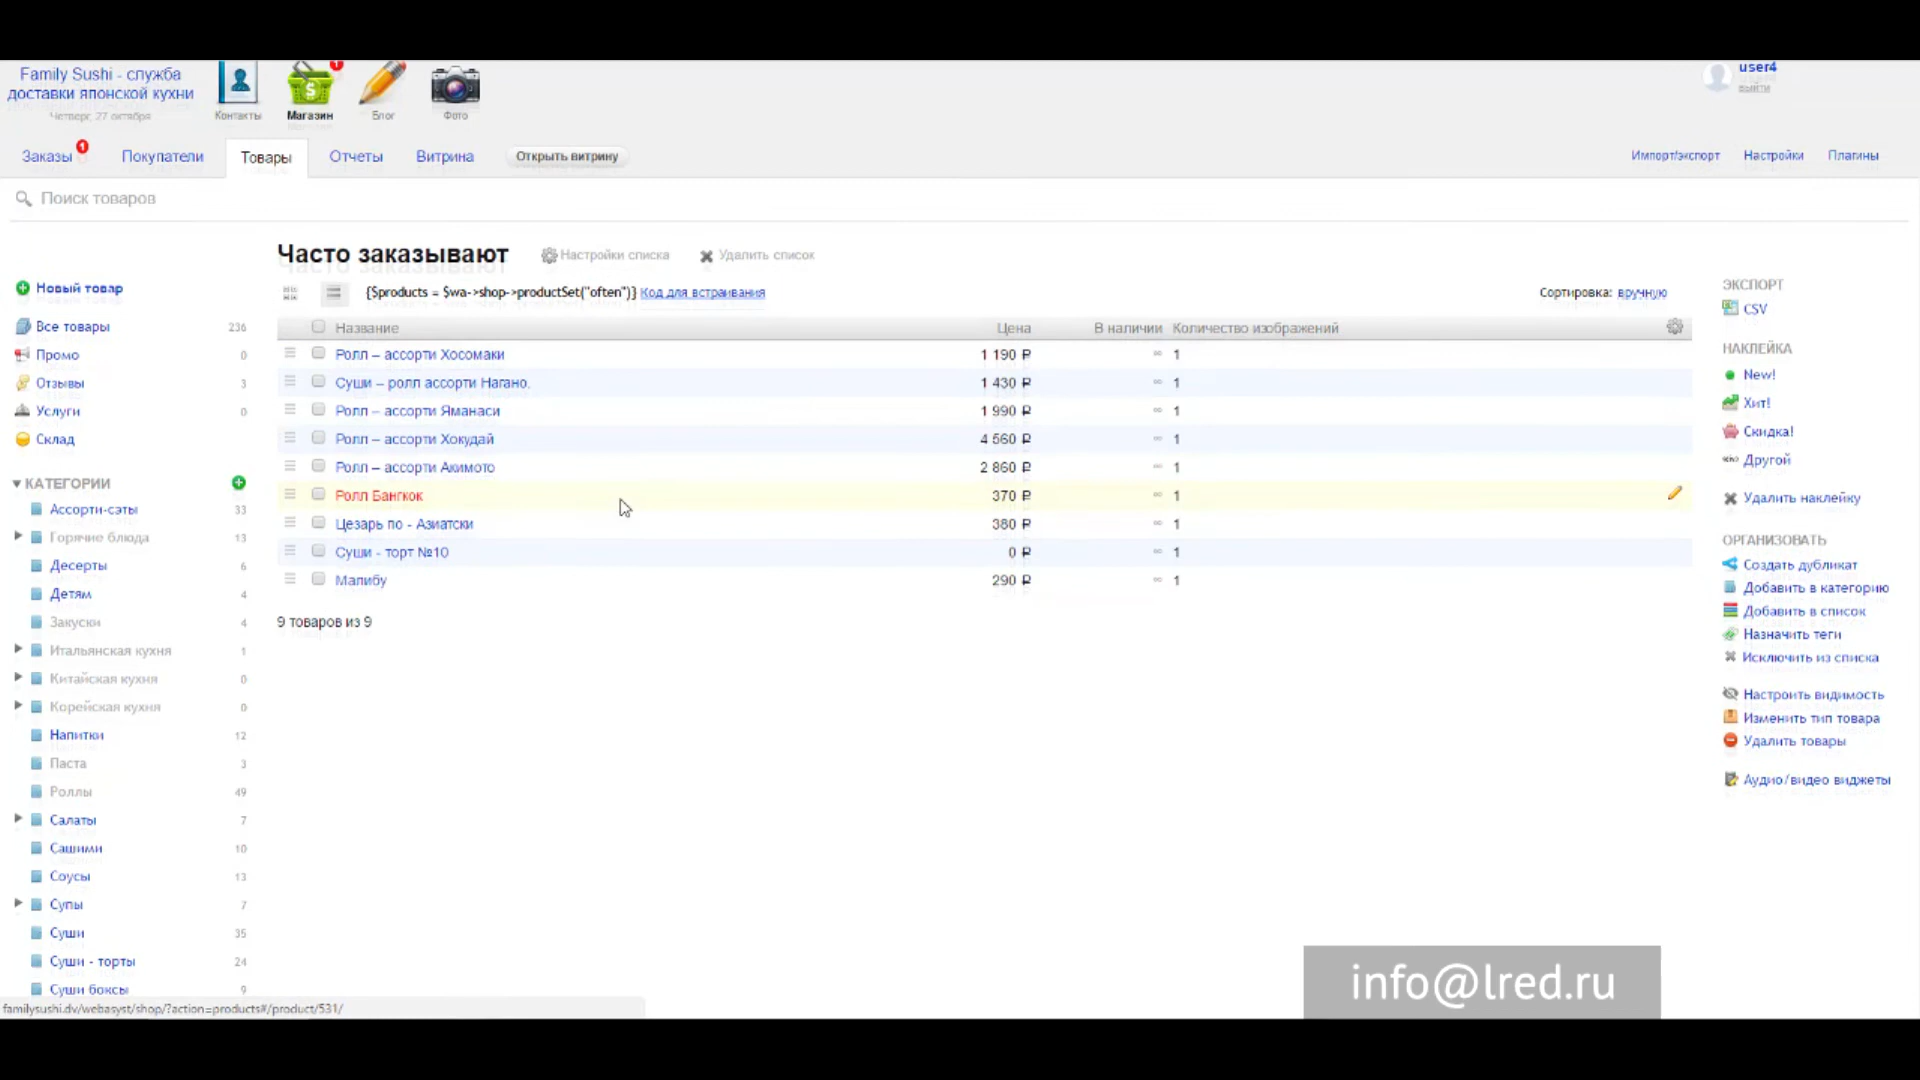 Family Sushi - служба
доставки японской кухни
Четверг, 27 октября
Контакты
Магазин
Блог
Фото
user4
выйти
Заказы 1
Покупатели
Товары
Отчеты
Витрина
Открыть витрину
Импорт/экспорт
Настройки
Плагины
Поиск товаров
Часто заказывают
Настройки списка
Удалить список
{$products = $wa->shop->productSet("often")} Код для встраивания
Сортировка: вручную
Новый товар
Все товары 236
Промо 0
Отзывы 3
Услуги 0
Склад
КАТЕГОРИИ
Ассорти-сэты 33
Горячие блюда 13
Десерты 6
Детям 4
Закуски 4
Итальянская кухня 1
Китайская кухня 0
Корейская кухня 0
Напитки 12
Паста 3
Роллы 49
Салаты 7
Сашими 10
Соусы 13
Супы 7
Суши 35
Суши - торты 24
Суши боксы 9
Название Цена В наличии Количество изображений
Ролл – ассорти Хосомаки 1 190 ₽ ∞ 1
Суши – ролл ассорти Нагано. 1 430 ₽ ∞ 1
Ролл – ассорти Яманаси 1 990 ₽ ∞ 1
Ролл – ассорти Хокудай 4 560 ₽ ∞ 1
Ролл – ассорти Акимото 2 860 ₽ ∞ 1
Ролл Бангкок 370 ₽ ∞ 1
Цезарь по - Азиатски 380 ₽ ∞ 1
Суши - торт №10 0 ₽ ∞ 1
Малибу 290 ₽ ∞ 1
9 товаров из 9
ЭКСПОРТ
CSV
НАКЛЕЙКА
New!
Хит!
Скидка!
Другой
Удалить наклейку
ОРГАНИЗОВАТЬ
Создать дубликат
Добавить в категорию
Добавить в список
Назначить теги
Исключить из списка
Настроить видимость
Изменить тип товара
Удалить товары
Аудио/видео виджеты
familysushi.dv/webasyst/shop/?action=products#/product/531/
info@lred.ru